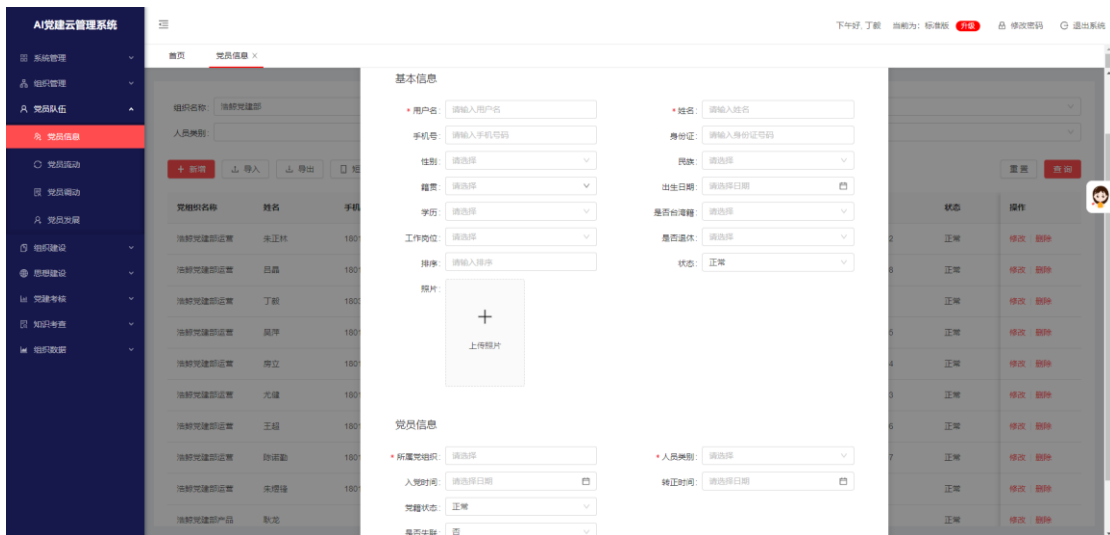 AI党建云管理系统
下午好, 丁毅 当前为: 标准版 升级 修改密码 退出系统
系统管理
组织管理
党员队伍
党员信息
党员流动
党员调动
党员发展
组织建设
思想建设
党建考核
知识考查
组织数据
首页 党员信息 ×
组织名称: 浩鲸党建部
人员类别:
+ 新增 导入 导出
重置 查询
党组织名称 姓名 手机 状态 操作
浩鲸党建部运营 朱正林 180 2 正常 修改 删除
浩鲸党建部运营 吕磊 180 正常 修改 删除
浩鲸党建部运营 丁毅 180 正常 修改 删除
浩鲸党建部运营 180 正常 修改 删除
浩鲸党建部运营 180 4 正常 修改 删除
浩鲸党建部运营 尤健 180 正常 修改 删除
浩鲸党建部运营 王超 180 6 正常 修改 删除
浩鲸党建部运营 180 7 正常 修改 删除
浩鲸党建部运营 180 正常 修改 删除
浩鲸党建部产品 耿龙 正常 修改 删除
基本信息
* 用户名: 请输入用户名 * 姓名: 请输入姓名
手机号: 请输入手机号码 身份证: 请输入身份证号码
性别: 请选择 民族: 请选择
籍贯: 请选择 出生日期: 请选择日期
学历: 请选择 是否台湾籍: 请选择
工作岗位: 请选择 是否退休: 请选择
排序: 请输入排序 状态: 正常
照片:
+
上传照片
党员信息
* 所属党组织: 请选择 * 人员类别: 请选择
入党时间: 请选择日期 转正时间: 请选择日期
党籍状态: 正常
是否失联: 否